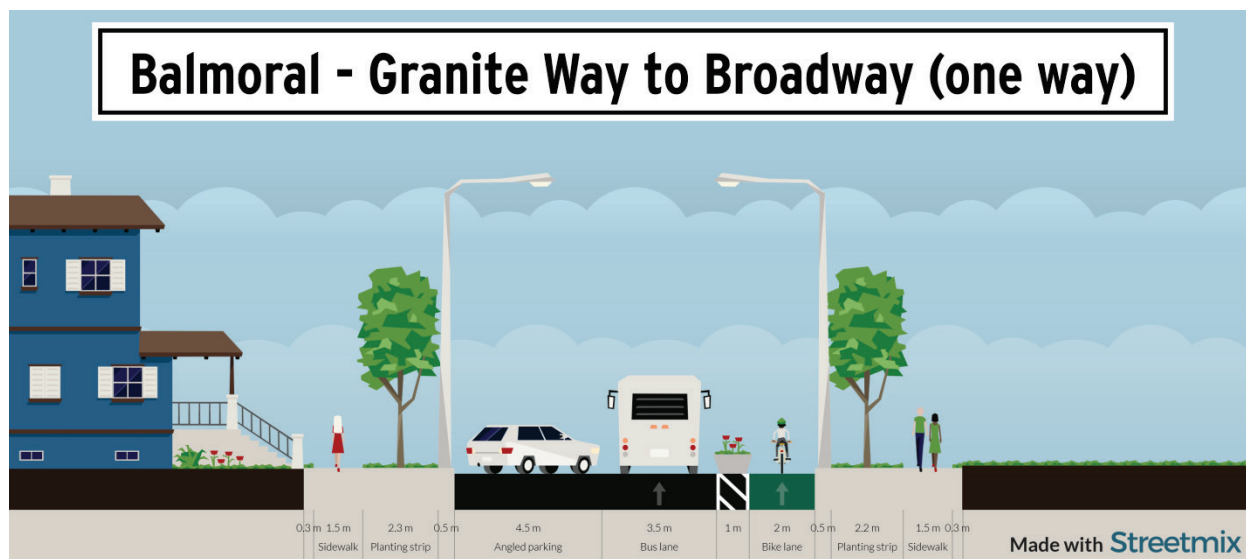 Balmoral - Granite Way to Broadway (one way)
0.3 m 1.5 m 2.3 m 0.5 m 4.5 m 3.5 m 1 m 2 m 0.5 m 2.2 m 1.5 m 0.3 m
Sidewalk Planting strip Angled parking Bus lane Bike lane Planting strip Sidewalk
Made with Streetmix